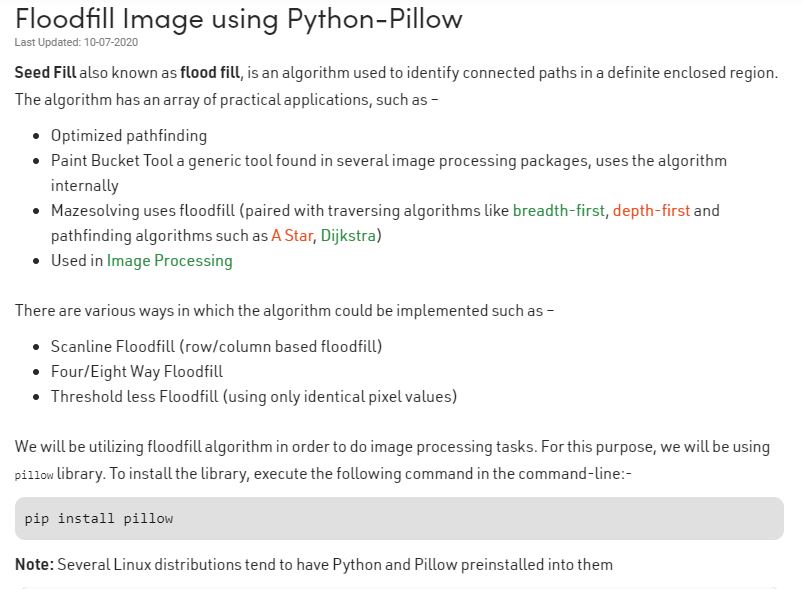 Floodfill Image using Python-Pillow
Last Updated: 10-07-2020
Seed Fill also known as flood fill, is an algorithm used to identify connected paths in a definite enclosed region.
The algorithm has an array of practical applications, such as –
• Optimized pathfinding
• Paint Bucket Tool a generic tool found in several image processing packages, uses the algorithm
internally
• Mazesolving uses floodfill (paired with traversing algorithms like breadth-first, depth-first and
pathfinding algorithms such as A Star, Dijkstra)
• Used in Image Processing
There are various ways in which the algorithm could be implemented such as –
• Scanline Floodfill (row/column based floodfill)
• Four/Eight Way Floodfill
• Threshold less Floodfill (using only identical pixel values)
We will be utilizing floodfill algorithm in order to do image processing tasks. For this purpose, we will be using
pillow library. To install the library, execute the following command in the command-line:-
pip install pillow
Note: Several Linux distributions tend to have Python and Pillow preinstalled into them